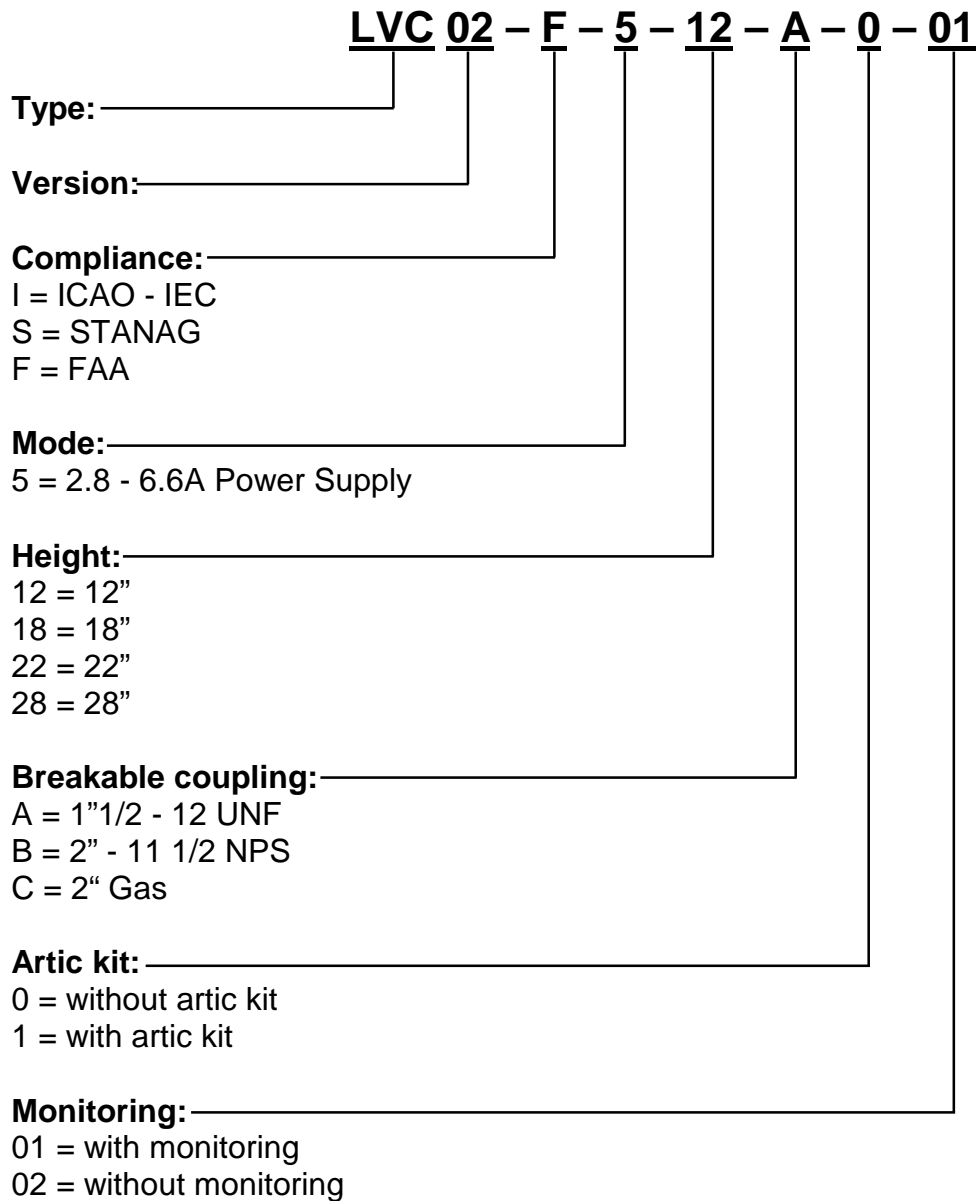 LVC 02 – F – 5 – 12 – A – 0 – 01
Type:
Version:
Compliance:
I = ICAO - IEC
S = STANAG
F = FAA
Mode:
5 = 2.8 - 6.6A Power Supply
Height:
12 = 12”
18 = 18”
22 = 22”
28 = 28”
Breakable coupling:
A = 1”1/2 - 12 UNF
B = 2” - 11 1/2 NPS
C = 2“ Gas
Artic kit:
0 = without artic kit
1 = with artic kit
Monitoring:
01 = with monitoring
02 = without monitoring